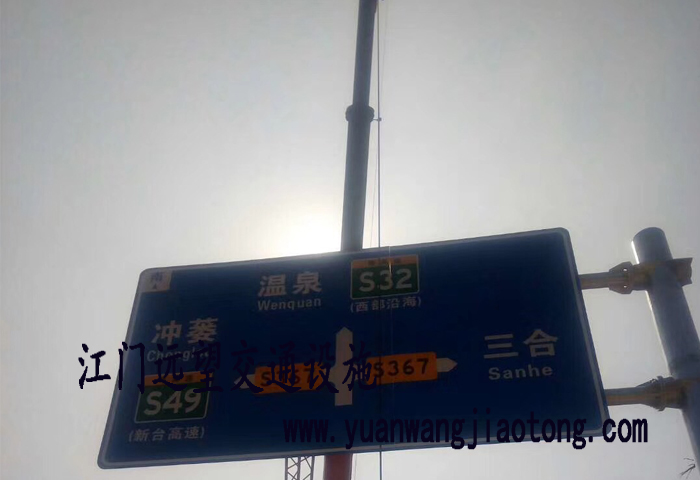 南
温泉
Wenquan
S32
(西部沿海)
冲蒌
三合
Sanhe
S367
S49
(新台高速)
江门远望交通设施
www.yuanwangjiaotong.com